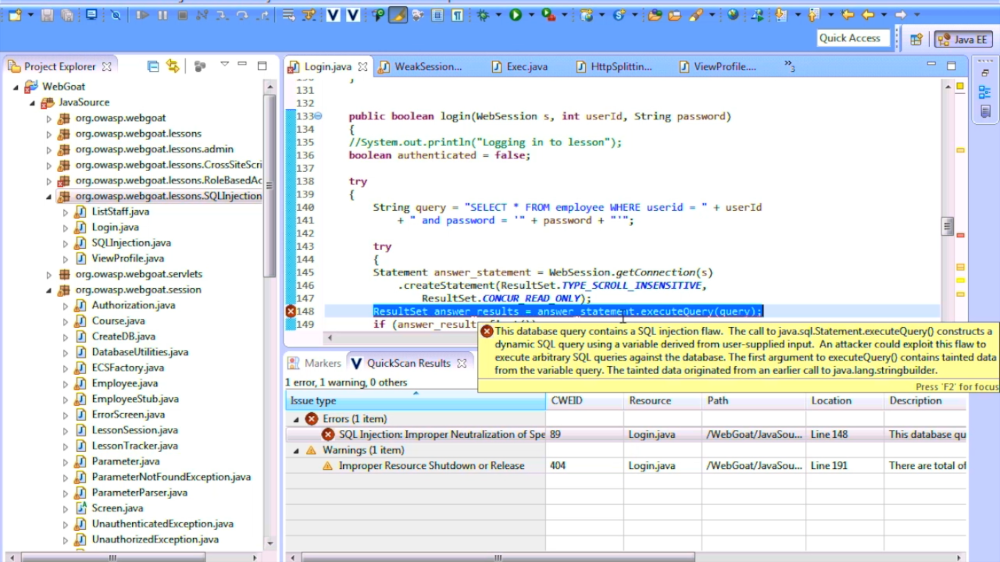 Quick Access
Java EE
Project Explorer
WebGoat
JavaSource
org.owasp.webgoat
org.owasp.webgoat.lessons
org.owasp.webgoat.lessons.admin
org.owasp.webgoat.lessons.CrossSiteScri
org.owasp.webgoat.lessons.RoleBasedAc
org.owasp.webgoat.lessons.SQLInjection
ListStaff.java
Login.java
SQLInjection.java
ViewProfile.java
org.owasp.webgoat.servlets
org.owasp.webgoat.session
Authorization.java
Course.java
CreateDB.java
DatabaseUtilities.java
ECSFactory.java
Employee.java
EmployeeStub.java
ErrorScreen.java
LessonSession.java
LessonTracker.java
Parameter.java
ParameterNotFoundException.java
ParameterParser.java
Screen.java
UnauthenticatedException.java
UnauthorizedException.java
Login.java WeakSession... Exec.java HttpSplittin... ViewProfile.... »3
131
132
133 public boolean login(WebSession s, int userId, String password)
134 {
135 //System.out.println("Logging in to lesson");
136 boolean authenticated = false;
137
138 try
139 {
140 String query = "SELECT * FROM employee WHERE userid = " + userId
141 + " and password = '" + password + "'";
142
143 try
144 {
145 Statement answer_statement = WebSession.getConnection(s)
146 .createStatement(ResultSet.TYPE_SCROLL_INSENSITIVE,
147 ResultSet.CONCUR_READ_ONLY);
148 ResultSet answer_results = answer_statement.executeQuery(query);
149 if (answer_result
This database query contains a SQL injection flaw. The call to java.sql.Statement.executeQuery() constructs a
dynamic SQL query using a variable derived from user-supplied input. An attacker could exploit this flaw to
execute arbitrary SQL queries against the database. The first argument to executeQuery() contains tainted data
from the variable query. The tainted data originated from an earlier call to java.lang.stringbuilder.
Press 'F2' for focus
Markers QuickScan Results
1 error, 1 warning, 0 others
Issue type CWEID Resource Path Location Description
Errors (1 item)
SQL Injection: Improper Neutralization of Spe 89 Login.java /WebGoat/JavaSou... Line 148 This database qu
Warnings (1 item)
Improper Resource Shutdown or Release 404 Login.java /WebGoat/JavaSou... Line 191 There are total of